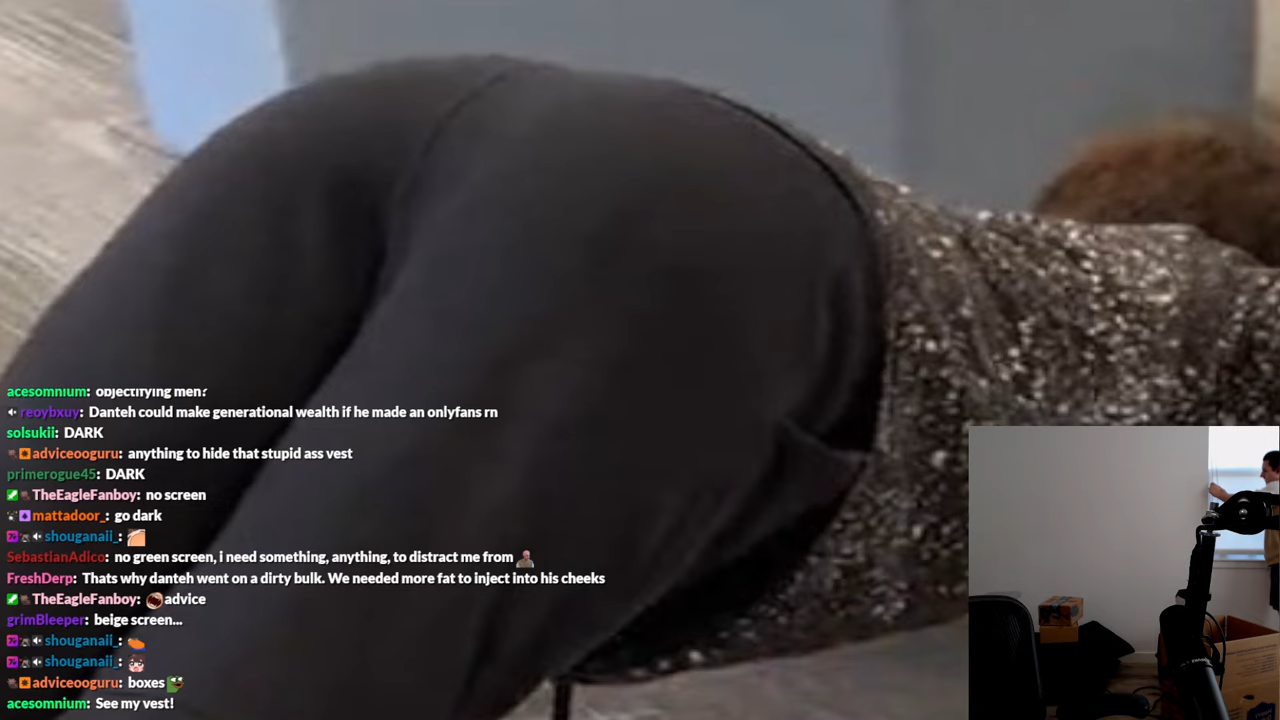 acesomnium: objectifying men?
reoybxuy: Danteh could make generational wealth if he made an onlyfans rn
solsukii: DARK
adviceooguru: anything to hide that stupid ass vest
primerogue45: DARK
TheEagleFanboy: no screen
mattadoor_: go dark
shouganaii_:
SebastianAdico: no green screen, i need something, anything, to distract me from
FreshDerp: Thats why danteh went on a dirty bulk. We needed more fat to inject into his cheeks
TheEagleFanboy: advice
grimBleeper: beige screen...
shouganaii_:
shouganaii_:
adviceooguru: boxes
acesomnium: See my vest!